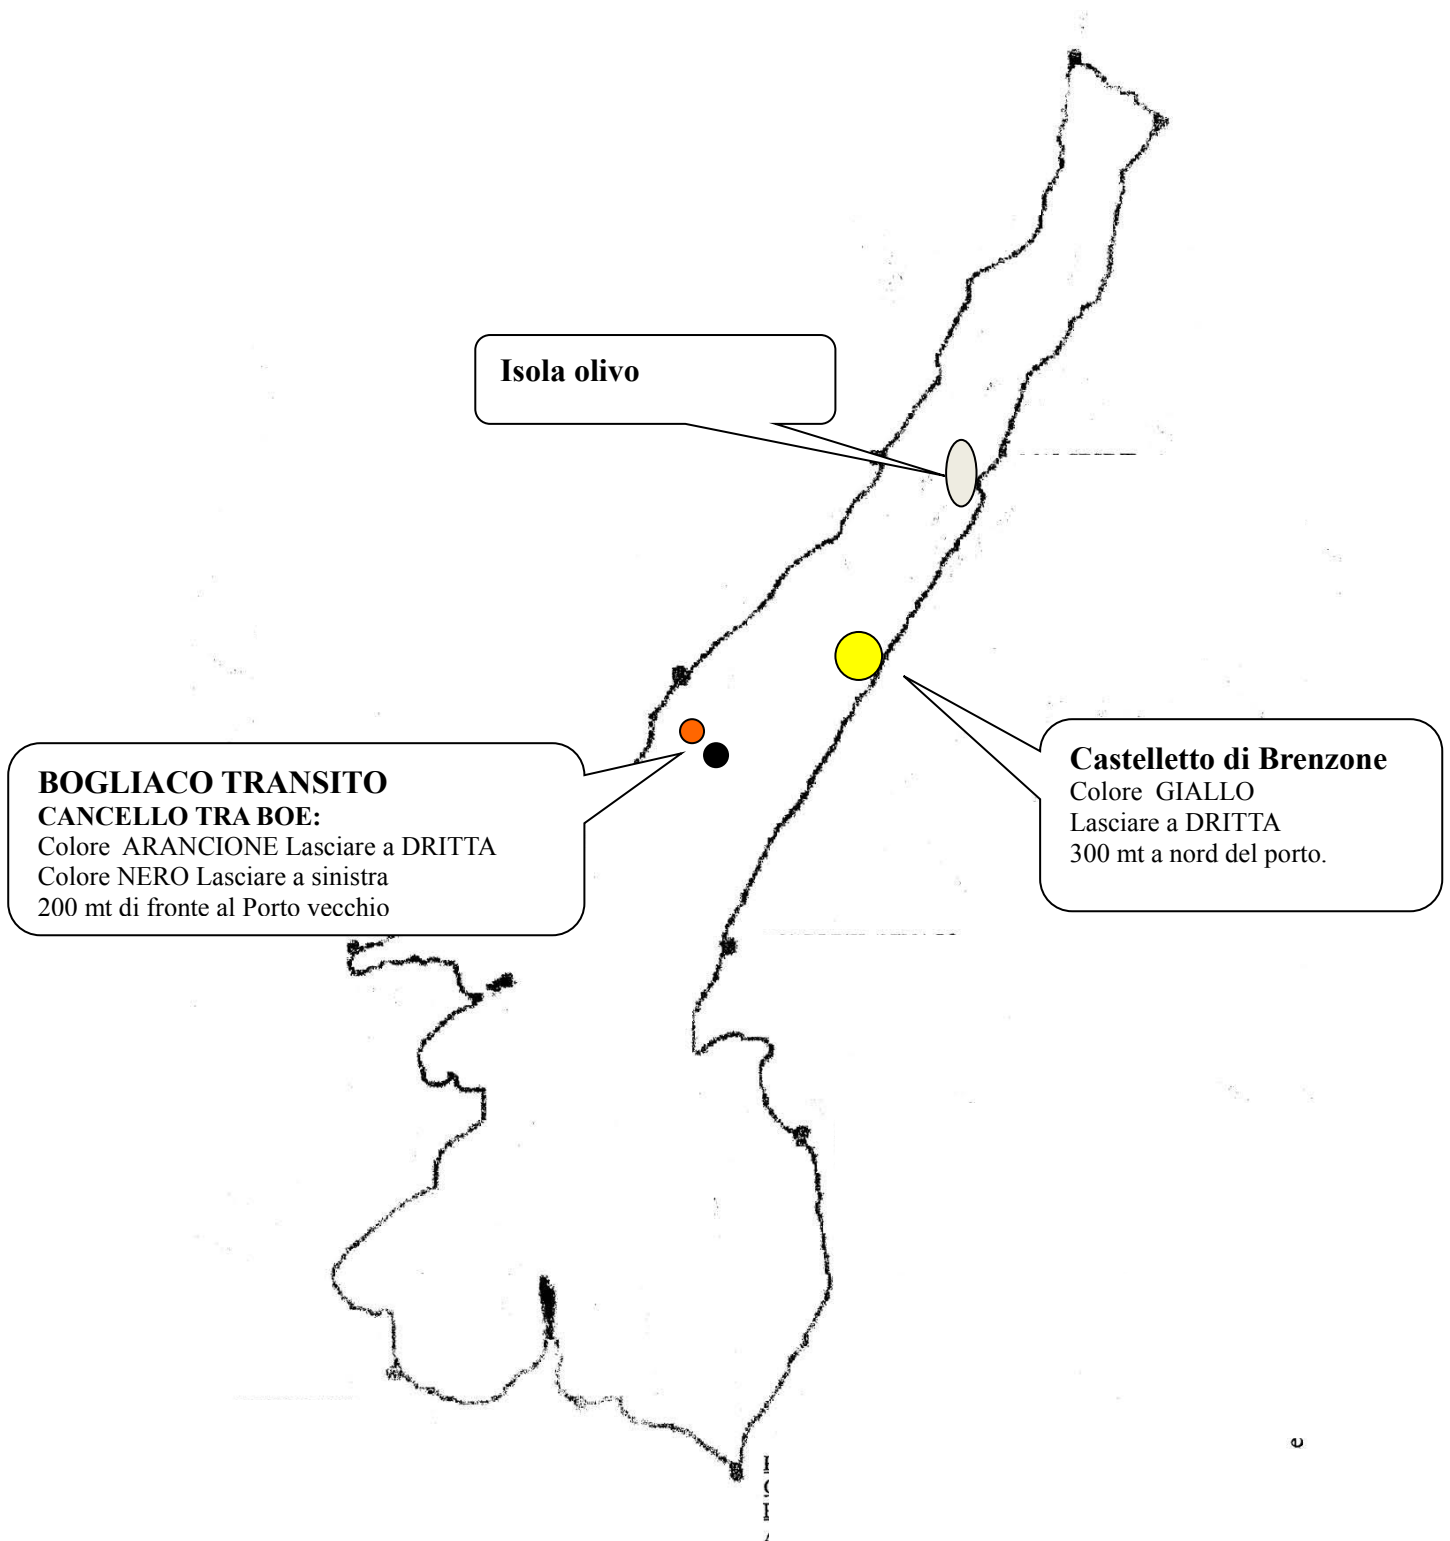 Isola olivo
BOGLIACO TRANSITO
CANCELLO TRA BOE:
Colore ARANCIONE Lasciare a DRITTA
Colore NERO Lasciare a sinistra
200 mt di fronte al Porto vecchio
Castelletto di Brenzone
Colore GIALLO
Lasciare a DRITTA
300 mt a nord del porto.
e